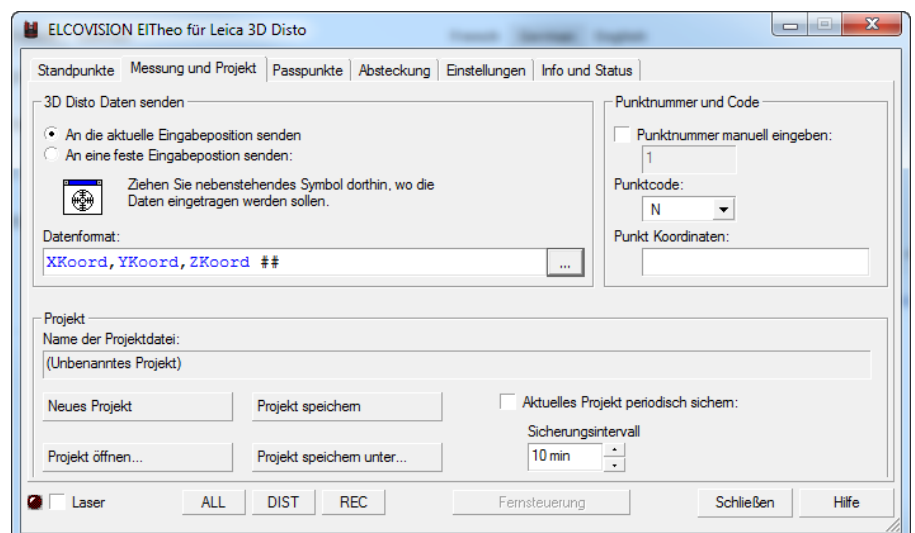 ELCOVISION ElTheo für Leica 3D Disto
Standpunkte Messung und Projekt Passpunkte Absteckung Einstellungen Info und Status
3D Disto Daten senden
An die aktuelle Eingabeposition senden
An eine feste Eingabepostion senden:
Ziehen Sie nebenstehendes Symbol dorthin, wo die
Daten eingetragen werden sollen.
Datenformat:
XKoord,YKoord,ZKoord ##
...
Punktnummer und Code
Punktnummer manuell eingeben:
1
Punktcode:
N
Punkt Koordinaten:
Projekt
Name der Projektdatei:
(Unbenanntes Projekt)
Neues Projekt
Projekt speichern
Aktuelles Projekt periodisch sichern:
Sicherungsintervall
10 min
Projekt öffnen...
Projekt speichern unter...
Laser ALL DIST REC Fernsteuerung Schließen Hilfe